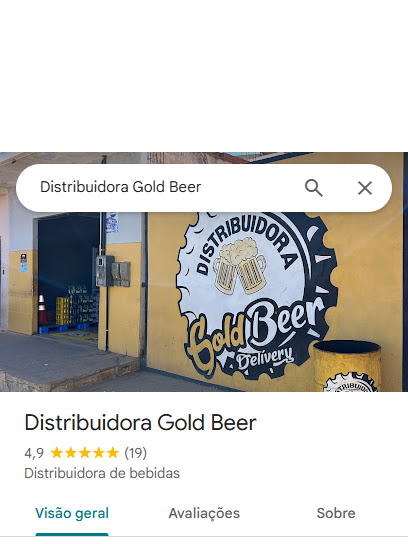 Distribuidora Gold Beer
DISTRIBUIDORA
Gold Beer
Delivery
Distribuidora Gold Beer
4,9 (19)
Distribuidora de bebidas
Visão geral Avaliações Sobre